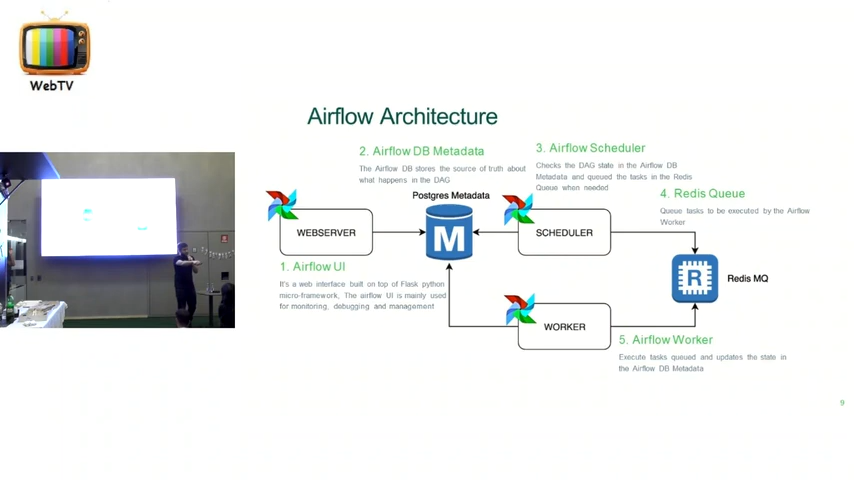 WebTV
Airflow Architecture
2. Airflow DB Metadata
The Airflow DB stores the source of truth about
what happens in the DAG
3. Airflow Scheduler
Checks the DAG state in the Airflow DB
Metadata and queued the tasks in the Redis
Queue when needed
4. Redis Queue
Queue tasks to be executed by the Airflow
Worker
Postgres Metadata
WEBSERVER
M
SCHEDULER
R
Redis MQ
1. Airflow UI
It's a web interface built on top of Flask python
micro-framework, The airflow UI is mainly used
for monitoring, debugging and management
WORKER
5. Airflow Worker
Execute tasks queued and updates the state in
the Airflow DB Metadata
9